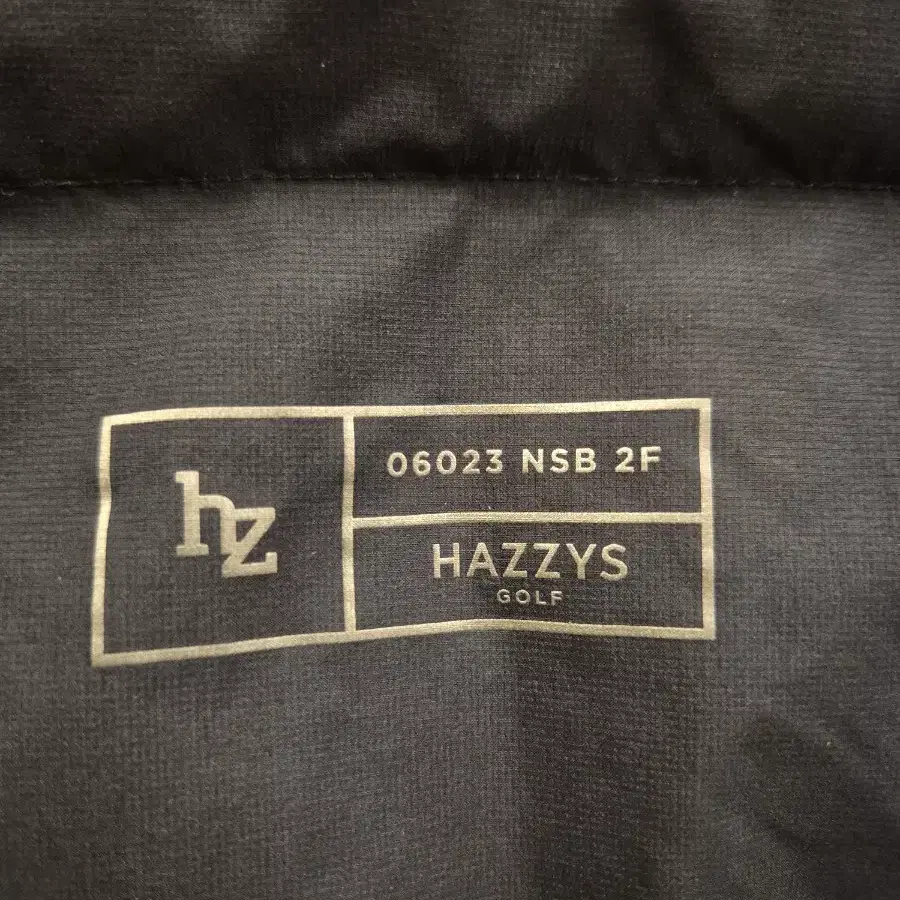 hz
06023 NSB 2F
HAZZYS
GOLF